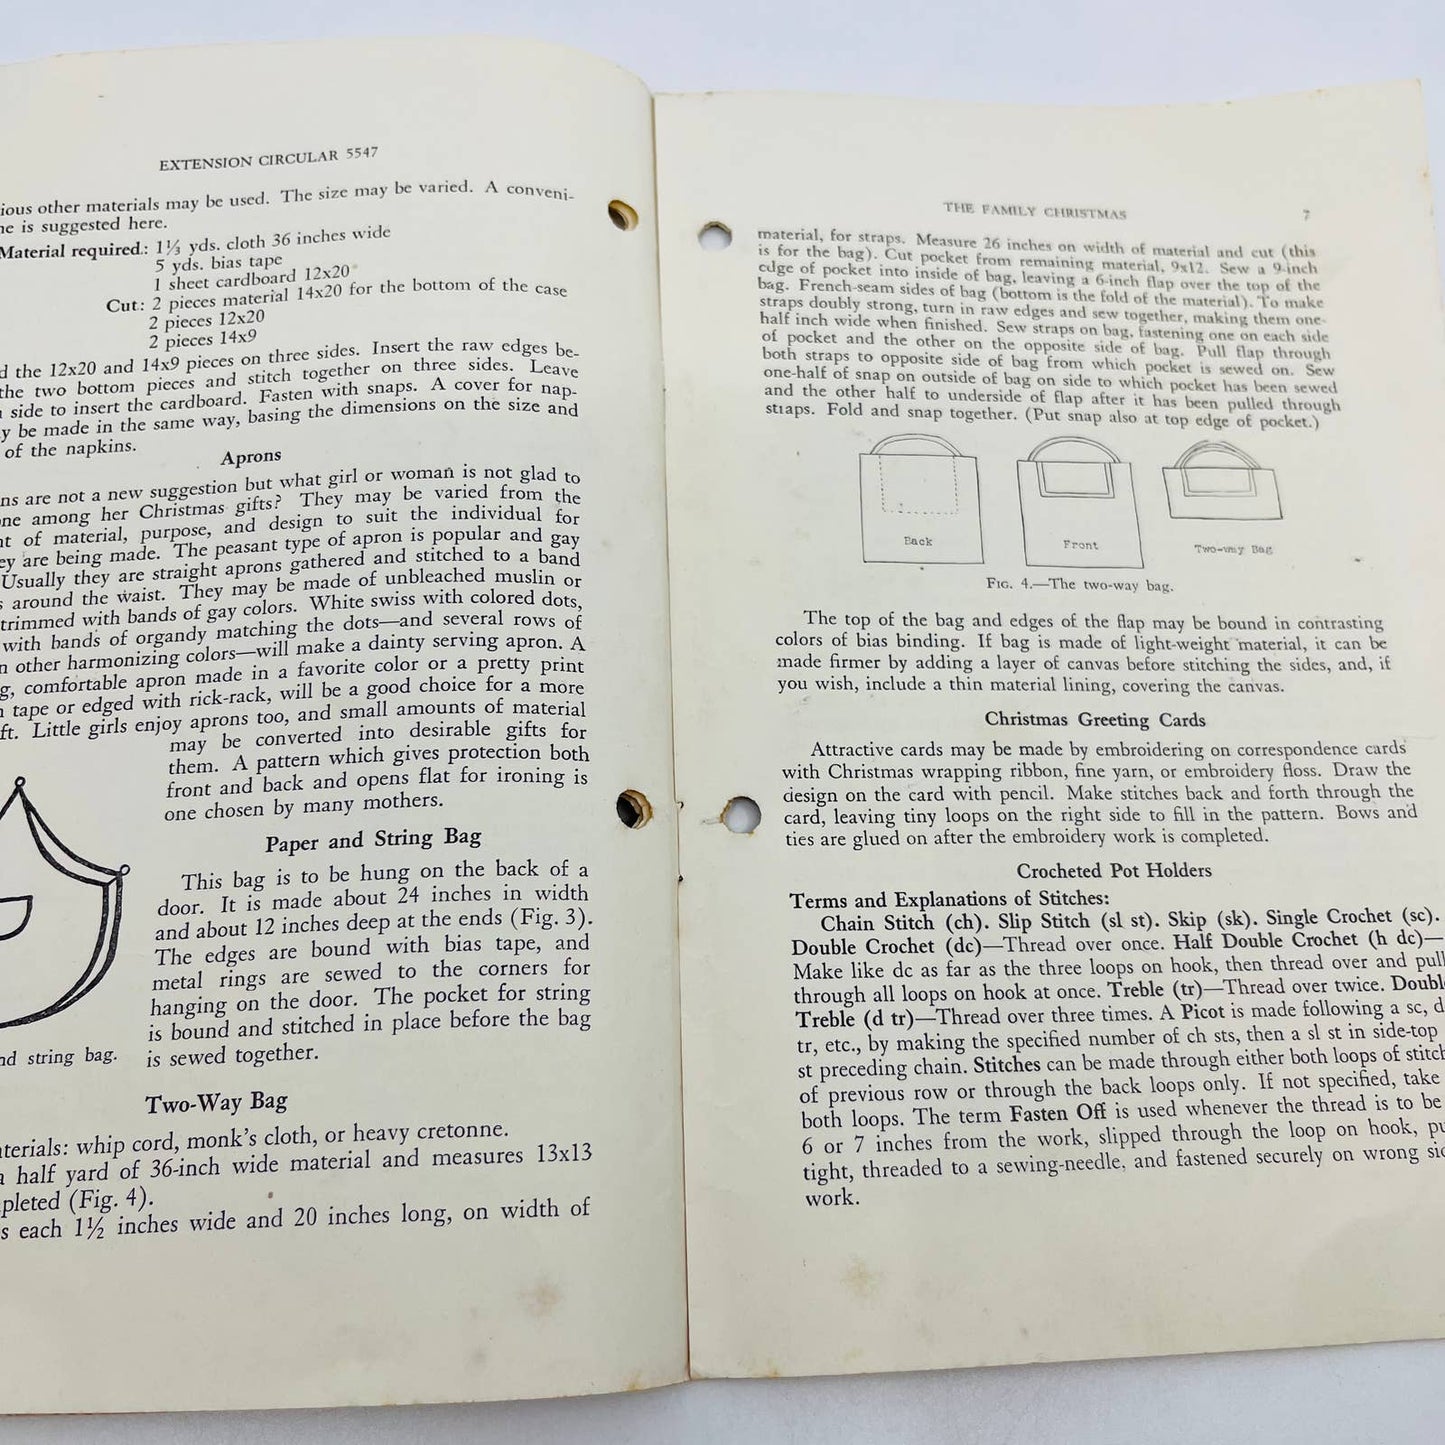 EXTENSION CIRCULAR 5547
ious other materials may be used. The size may be varied. A conveni-
ne is suggested here.
Material required.: 1⅓ yds. cloth 36 inches wide
5 yds. bias tape
1 sheet cardboard 12x20
Cut: 2 pieces material 14x20 for the bottom of the case
2 pieces 12x20
2 pieces 14x9
d the 12x20 and 14x9 pieces on three sides. Insert the raw edges be-
the two bottom pieces and stitch together on three sides. Leave
side to insert the cardboard. Fasten with snaps. A cover for nap-
y be made in the same way, basing the dimensions on the size and
of the napkins.
Aprons
ns are not a new suggestion but what girl or woman is not glad to
ne among her Christmas gifts? They may be varied from the
nt of material, purpose, and design to suit the individual for
ey are being made. The peasant type of apron is popular and gay
Usually they are straight aprons gathered and stitched to a band
s around the waist. They may be made of unbleached muslin or
trimmed with bands of gay colors. White swiss with colored dots,
with bands of organdy matching the dots—and several rows of
n other harmonizing colors—will make a dainty serving apron. A
g, comfortable apron made in a favorite color or a pretty print
n tape or edged with rick-rack, will be a good choice for a more
ft. Little girls enjoy aprons too, and small amounts of material
may be converted into desirable gifts for
them. A pattern which gives protection both
front and back and opens flat for ironing is
one chosen by many mothers.
Paper and String Bag
This bag is to be hung on the back of a
door. It is made about 24 inches in width
and about 12 inches deep at the ends (Fig. 3).
The edges are bound with bias tape, and
metal rings are sewed to the corners for
hanging on the door. The pocket for string
is bound and stitched in place before the bag
is sewed together.
nd string bag.
Two-Way Bag
aterials: whip cord, monk's cloth, or heavy cretonne.
a half yard of 36-inch wide material and measures 13x13
pleted (Fig. 4).
s each 1½ inches wide and 20 inches long, on width of
THE FAMILY CHRISTMAS 7
material, for straps. Measure 26 inches on width of material and cut (this
is for the bag). Cut pocket from remaining material, 9x12. Sew a 9-inch
edge of pocket into inside of bag, leaving a 6-inch flap over the top of the
bag. French-seam sides of bag (bottom is the fold of the material). To make
straps doubly strong, turn in raw edges and sew together, making them one-
half inch wide when finished. Sew straps on bag, fastening one on each side
of pocket and the other on the opposite side of bag. Pull flap through
both straps to opposite side of bag from which pocket is sewed on. Sew
one-half of snap on outside of bag on side to which pocket has been sewed
and the other half to underside of flap after it has been pulled through
straps. Fold and snap together. (Put snap also at top edge of pocket.)
Back
Front
Two-way Bag
FIG. 4.—The two-way bag.
The top of the bag and edges of the flap may be bound in contrasting
colors of bias binding. If bag is made of light-weight material, it can be
made firmer by adding a layer of canvas before stitching the sides, and, if
you wish, include a thin material lining, covering the canvas.
Christmas Greeting Cards
Attractive cards may be made by embroidering on correspondence cards
with Christmas wrapping ribbon, fine yarn, or embroidery floss. Draw the
design on the card with pencil. Make stitches back and forth through the
card, leaving tiny loops on the right side to fill in the pattern. Bows and
ties are glued on after the embroidery work is completed.
Crocheted Pot Holders
Terms and Explanations of Stitches:
Chain Stitch (ch). Slip Stitch (sl st). Skip (sk). Single Crochet (sc).
Double Crochet (dc)—Thread over once. Half Double Crochet (h dc)—
Make like dc as far as the three loops on hook, then thread over and pull
through all loops on hook at once. Treble (tr)—Thread over twice. Doubl
Treble (d tr)—Thread over three times. A Picot is made following a sc, d
tr, etc., by making the specified number of ch sts, then a sl st in side-top
st preceding chain. Stitches can be made through either both loops of stitch
of previous row or through the back loops only. If not specified, take
both loops. The term Fasten Off is used whenever the thread is to be
6 or 7 inches from the work, slipped through the loop on hook, pu
tight, threaded to a sewing-needle, and fastened securely on wrong si
work.